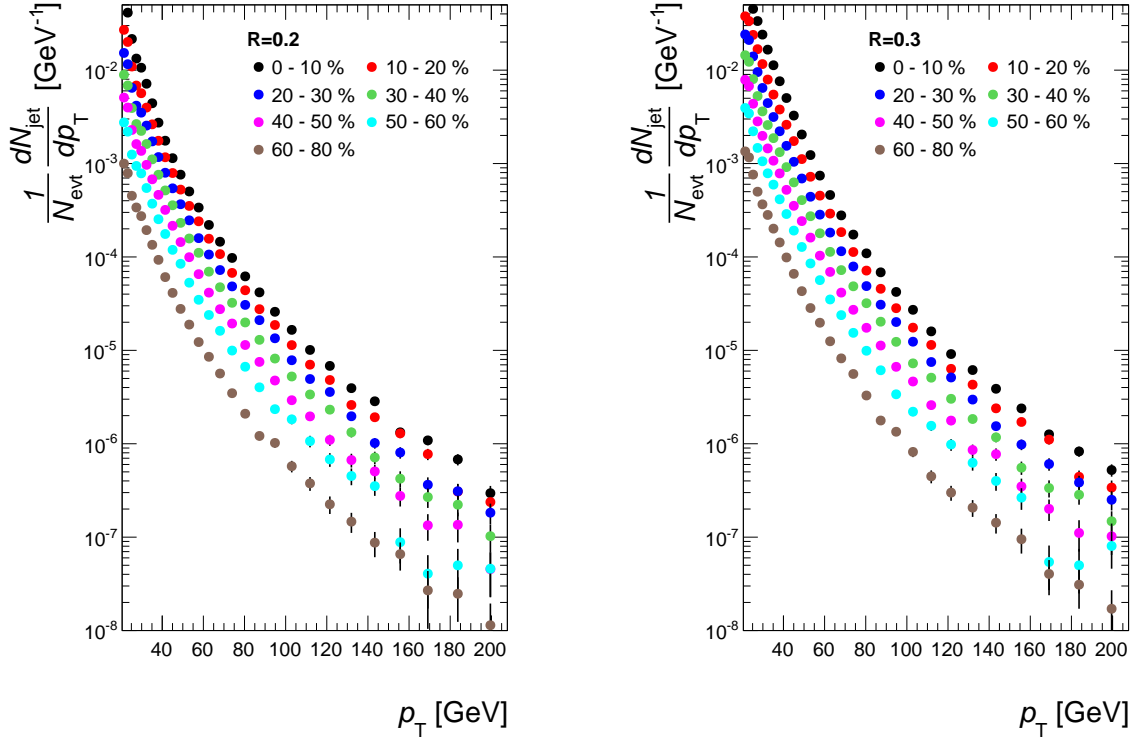 R=0.2
0 - 10 % 10 - 20 %
20 - 30 % 30 - 40 %
40 - 50 % 50 - 60 %
60 - 80 %
1 dN_jet
N_evt dp_T [GeV^-1]
10^-2
10^-3
10^-4
10^-5
10^-6
10^-7
10^-8
40 60 80 100 120 140 160 180 200
p_T [GeV]
R=0.3
0 - 10 % 10 - 20 %
20 - 30 % 30 - 40 %
40 - 50 % 50 - 60 %
60 - 80 %
1 dN_jet
N_evt dp_T [GeV^-1]
10^-2
10^-3
10^-4
10^-5
10^-6
10^-7
10^-8
40 60 80 100 120 140 160 180 200
p_T [GeV]